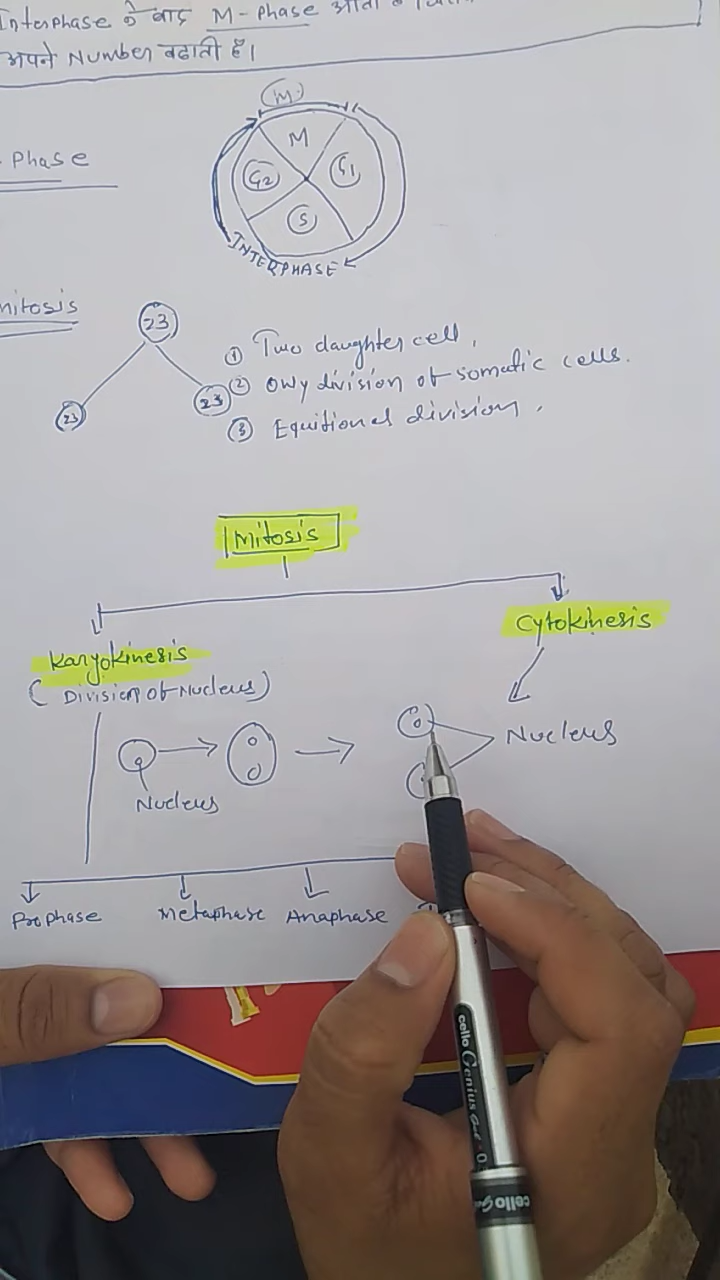 Interphase के बाद M-Phase
अपने Number बढाती हैं।
M
M
G2
G1
S
INTERPHASE
Phase
mitosis
23
23
23
① Two daughter cell,
② Only division of somatic cells.
③ Equitional division,
Mitosis
Karyokinesis
(Division of Nucleus)
Cytokinesis
Nucleus
Nucleus
Prophase Metaphase Anaphase
cello Genius Gel
cello